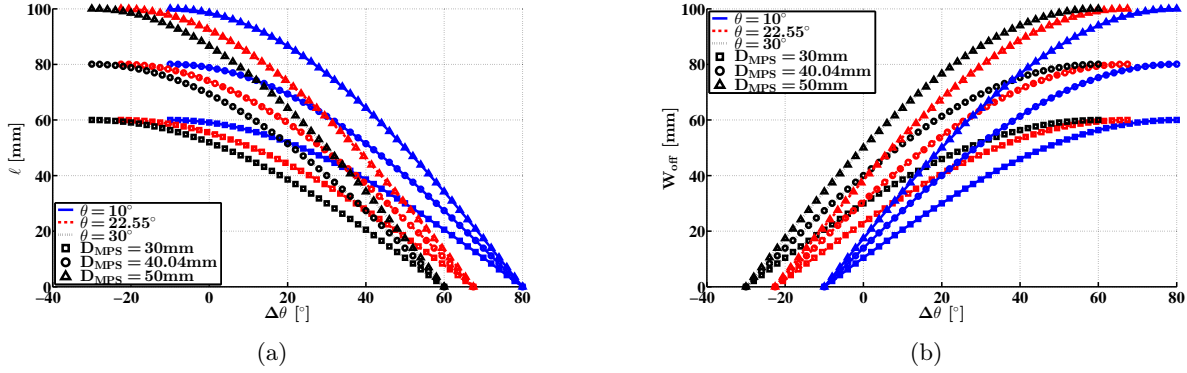 100
80
60
40
20
0
ℓ [mm]
θ = 10°
θ = 22.55°
θ = 30°
D_MPS = 30mm
D_MPS = 40.04mm
D_MPS = 50mm
−40 −20 0 20 40 60 80
Δθ [°]
(a)
100
80
60
40
20
0
W_off [mm]
θ = 10°
θ = 22.55°
θ = 30°
D_MPS = 30mm
D_MPS = 40.04mm
D_MPS = 50mm
−40 −20 0 20 40 60 80
Δθ [°]
(b)